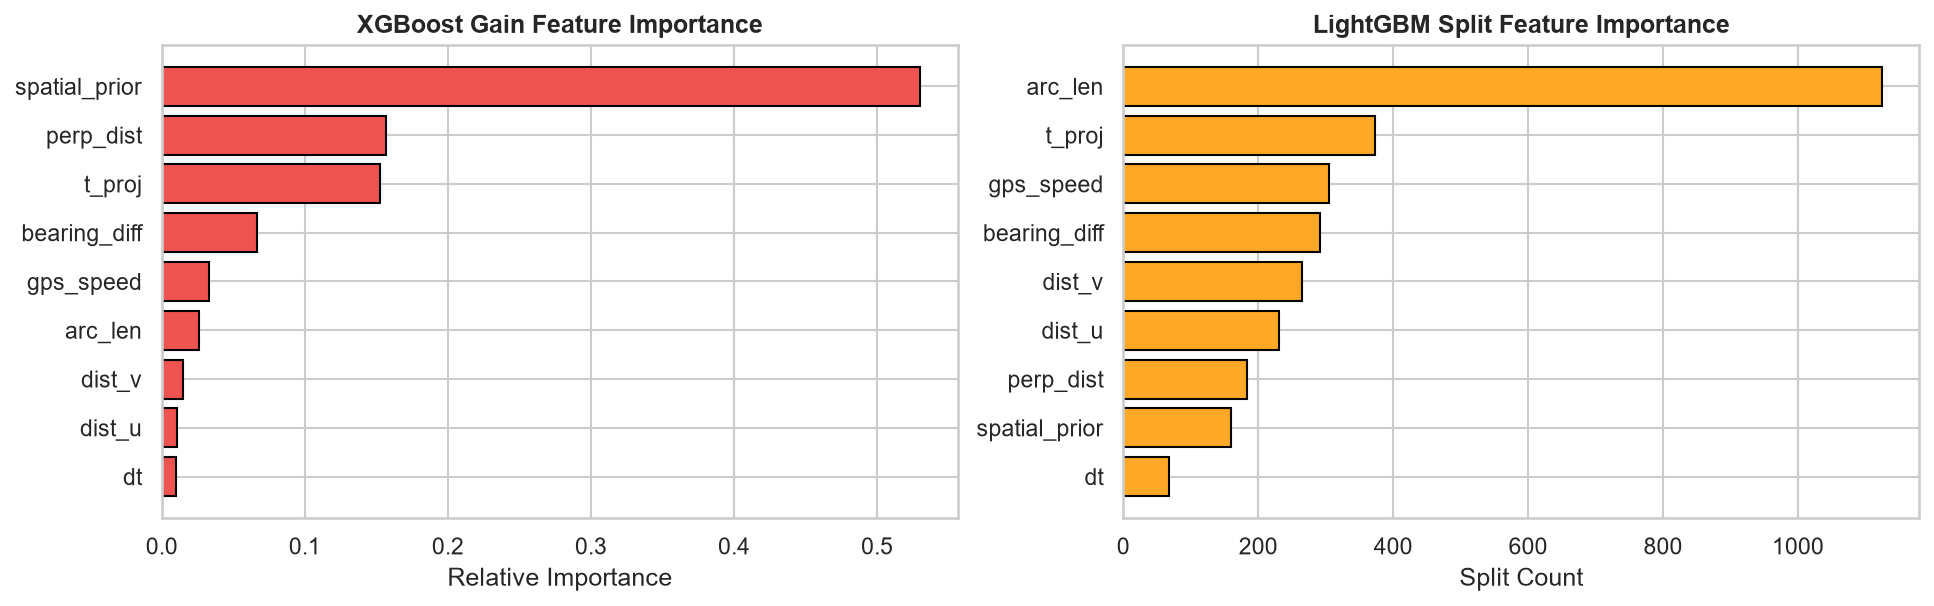 XGBoost Gain Feature Importance
spatial_prior
perp_dist
t_proj
bearing_diff
gps_speed
arc_len
dist_v
dist_u
dt
0.0 0.1 0.2 0.3 0.4 0.5
Relative Importance
LightGBM Split Feature Importance
arc_len
t_proj
gps_speed
bearing_diff
dist_v
dist_u
perp_dist
spatial_prior
dt
0 200 400 600 800 1000
Split Count